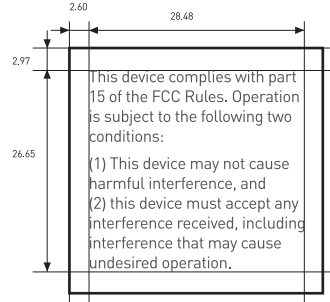 2.60
28.48
2.97
26.65
This device complies with part
15 of the FCC Rules. Operation
is subject to the following two
conditions:
(1) This device may not cause
harmful interference, and
(2) this device must accept any
interference received, including
interference that may cause
undesired operation.